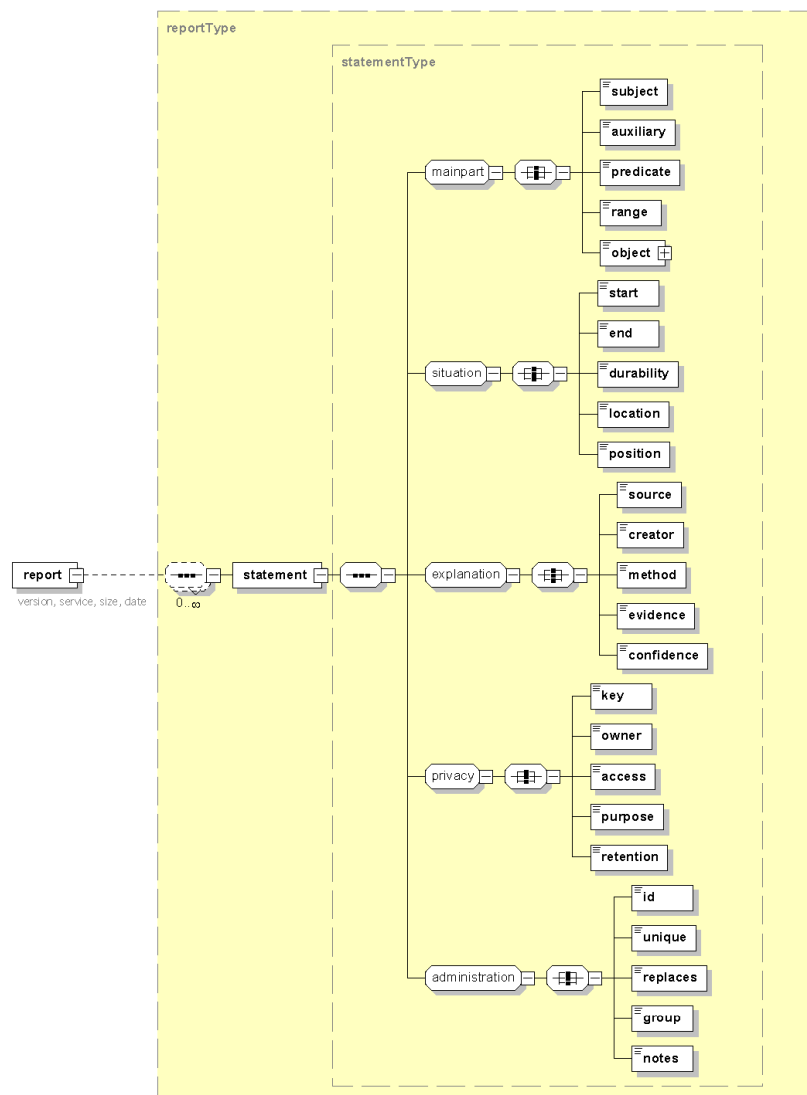 reportType
statementType
subject
auxiliary
mainpart
predicate
range
object
start
end
situation
durability
location
position
source
creator
report
statement
explanation
method
version, service, size, date
0..∞
evidence
confidence
key
owner
privacy
access
purpose
retention
id
unique
administration
replaces
group
notes